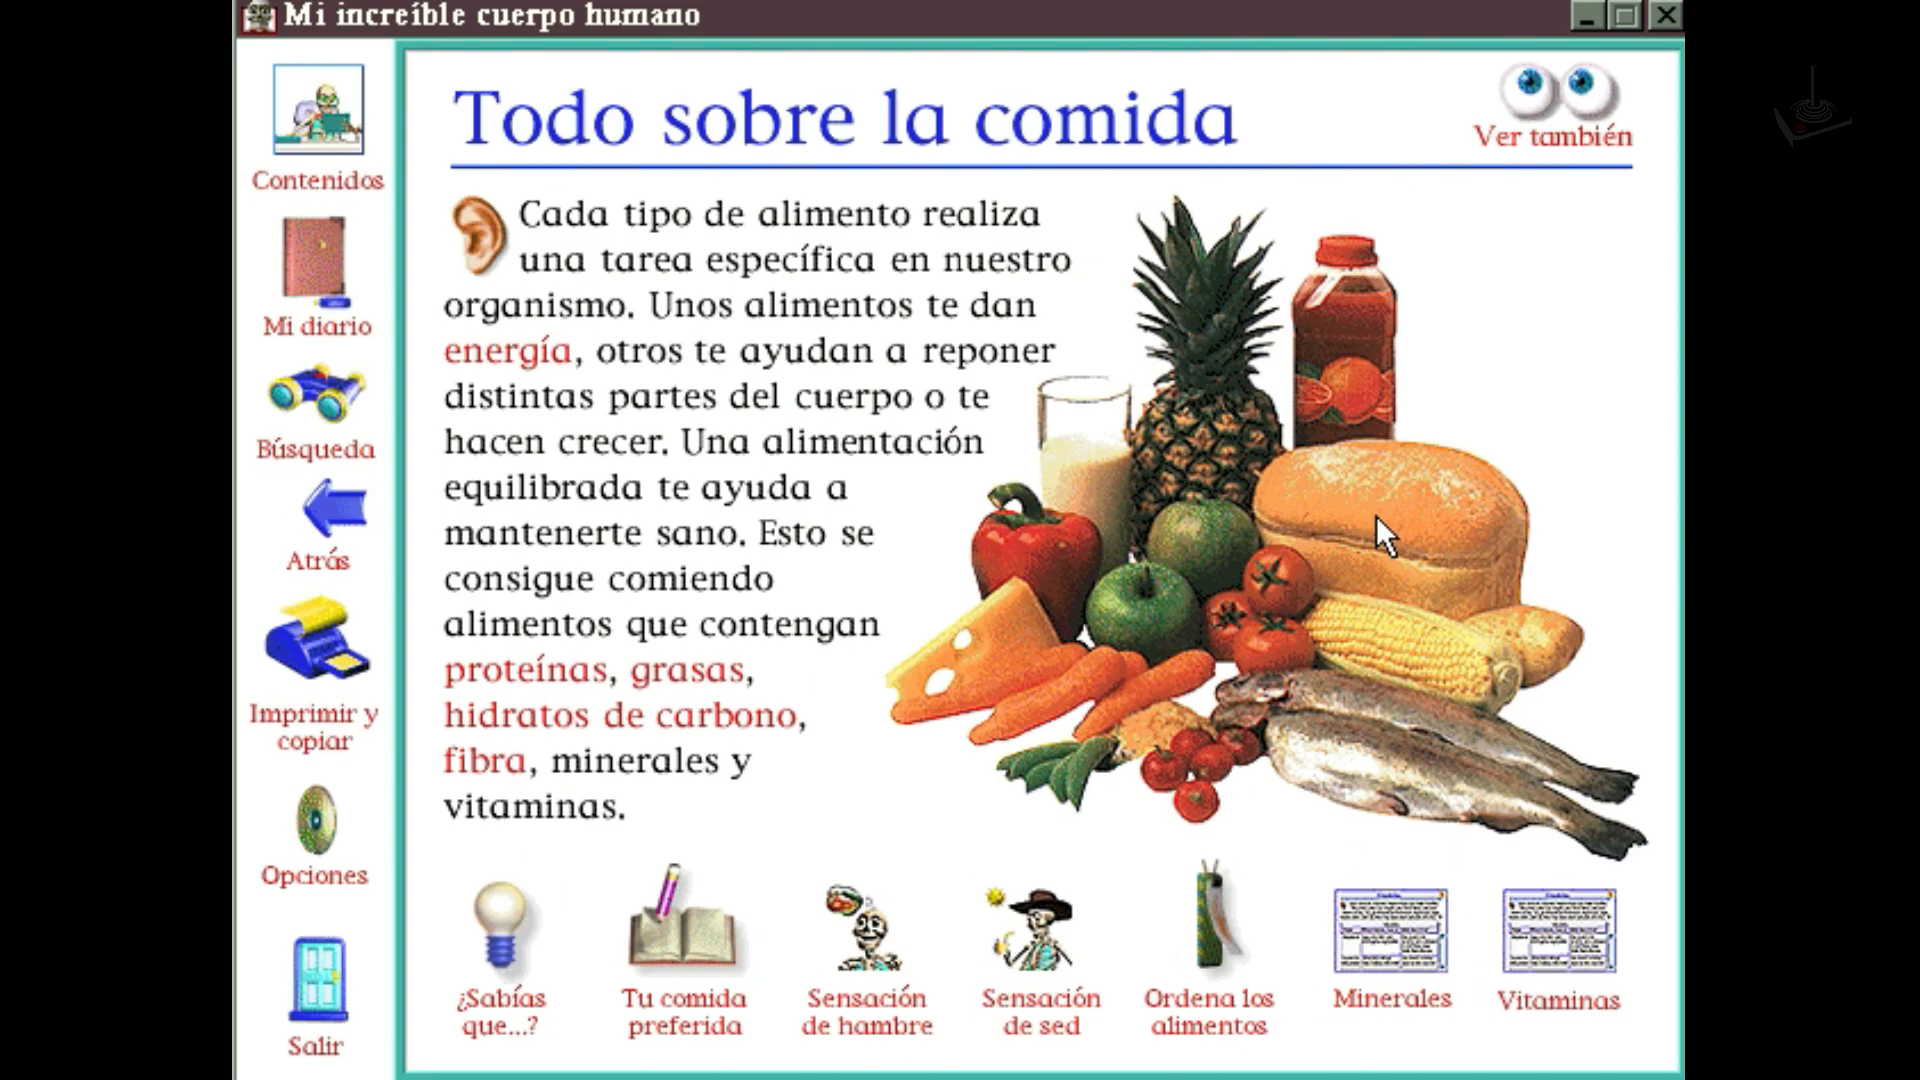 Mi increíble cuerpo humano
Contenidos
Mi diario
Búsqueda
Atrás
Imprimir y
copiar
Opciones
Salir
Todo sobre la comida
Ver también
Cada tipo de alimento realiza
una tarea específica en nuestro
organismo. Unos alimentos te dan
energía, otros te ayudan a reponer
distintas partes del cuerpo o te
hacen crecer. Una alimentación
equilibrada te ayuda a
mantenerte sano. Esto se
consigue comiendo
alimentos que contengan
proteínas, grasas,
hidratos de carbono,
fibra, minerales y
vitaminas.
¿Sabías
que...?
Tu comida
preferida
Sensación
de hambre
Sensación
de sed
Ordena los
alimentos
Minerales
Vitaminas